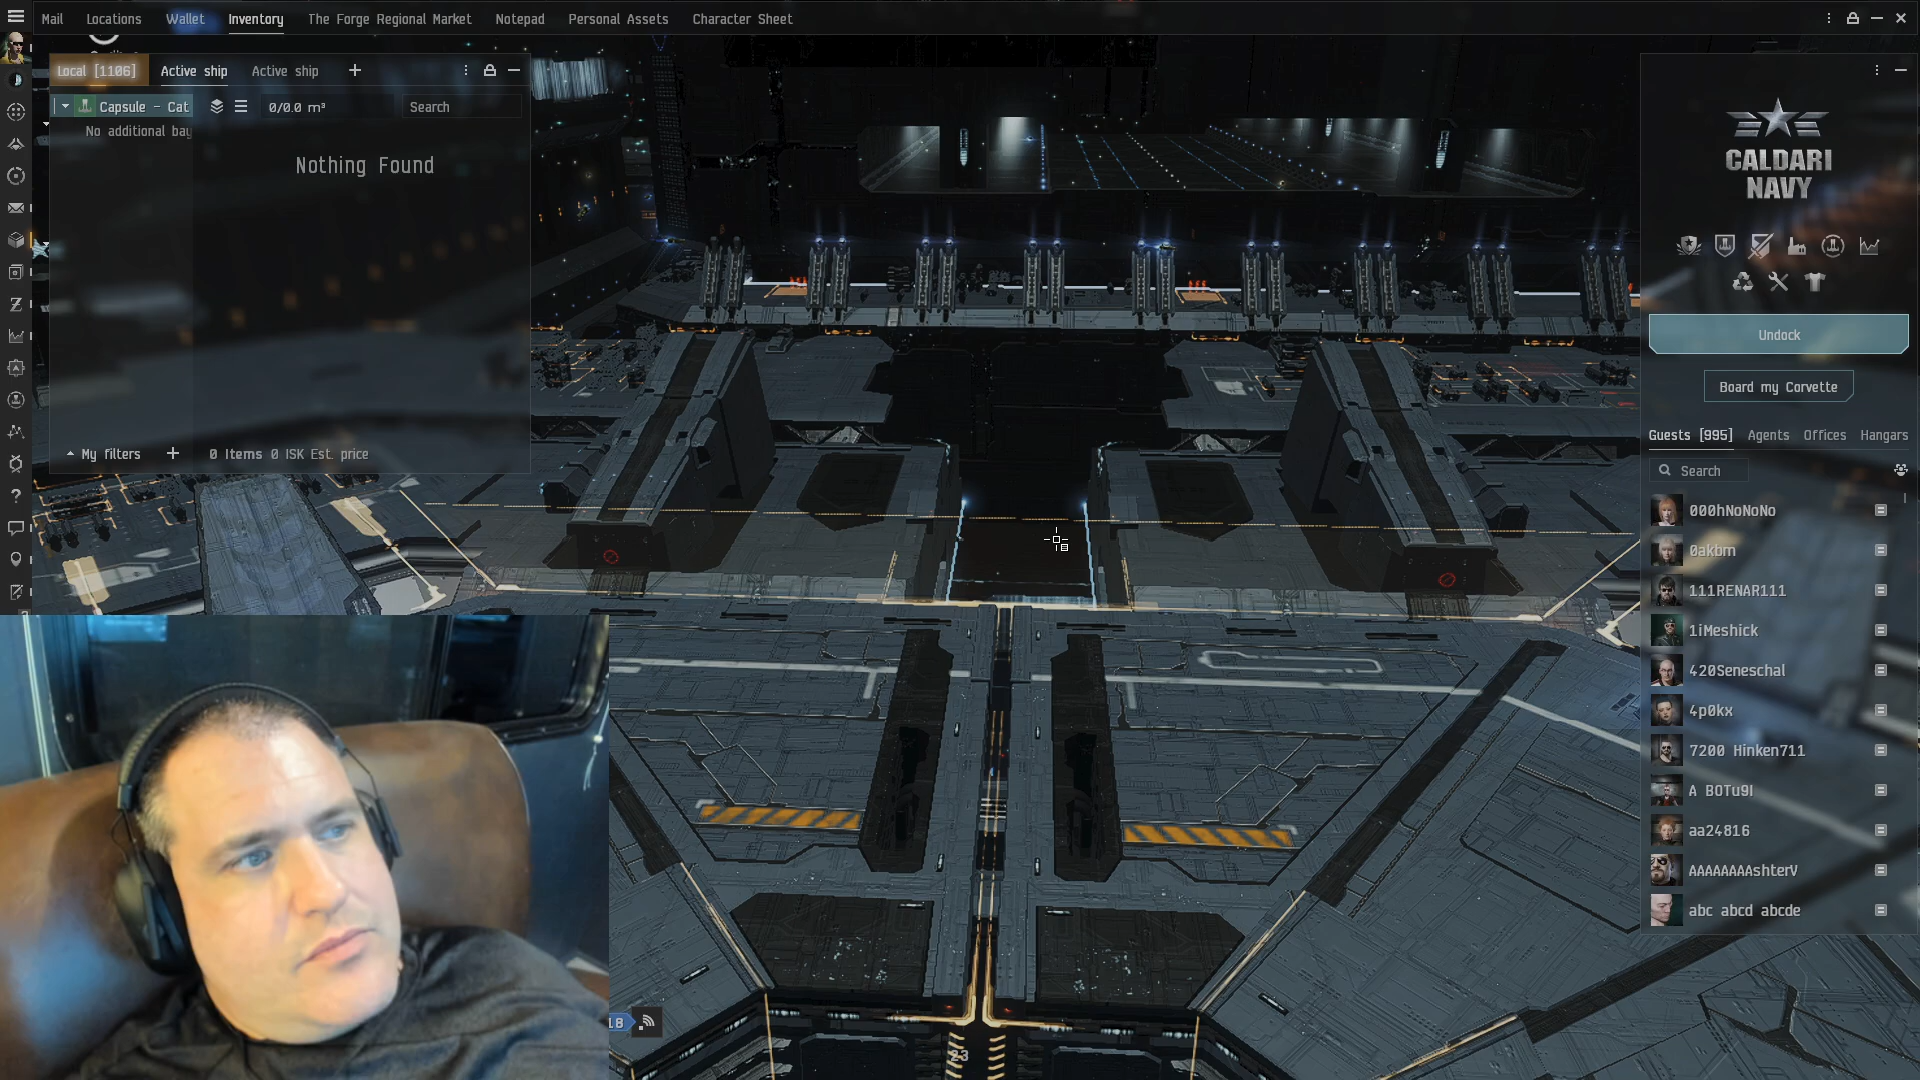 Mail Locations Wallet Inventory The Forge Regional Market Notepad Personal Assets Character Sheet
Local [1106] Active ship Active ship
Capsule - Cat 0/0.0 m³ Search
No additional bay
Nothing Found
My filters 0 Items 0 ISK Est. price
CALDARI
NAVY
Undock
Board my Corvette
Guests [995] Agents Offices Hangars
Search
000hNoNoNo
0akbm
111RENAR111
1iMeshick
420Seneschal
4p0kx
7200 Hinken711
A BOTu9I
aa24816
AAAAAAAAshterV
abc abcd abcde
18
23